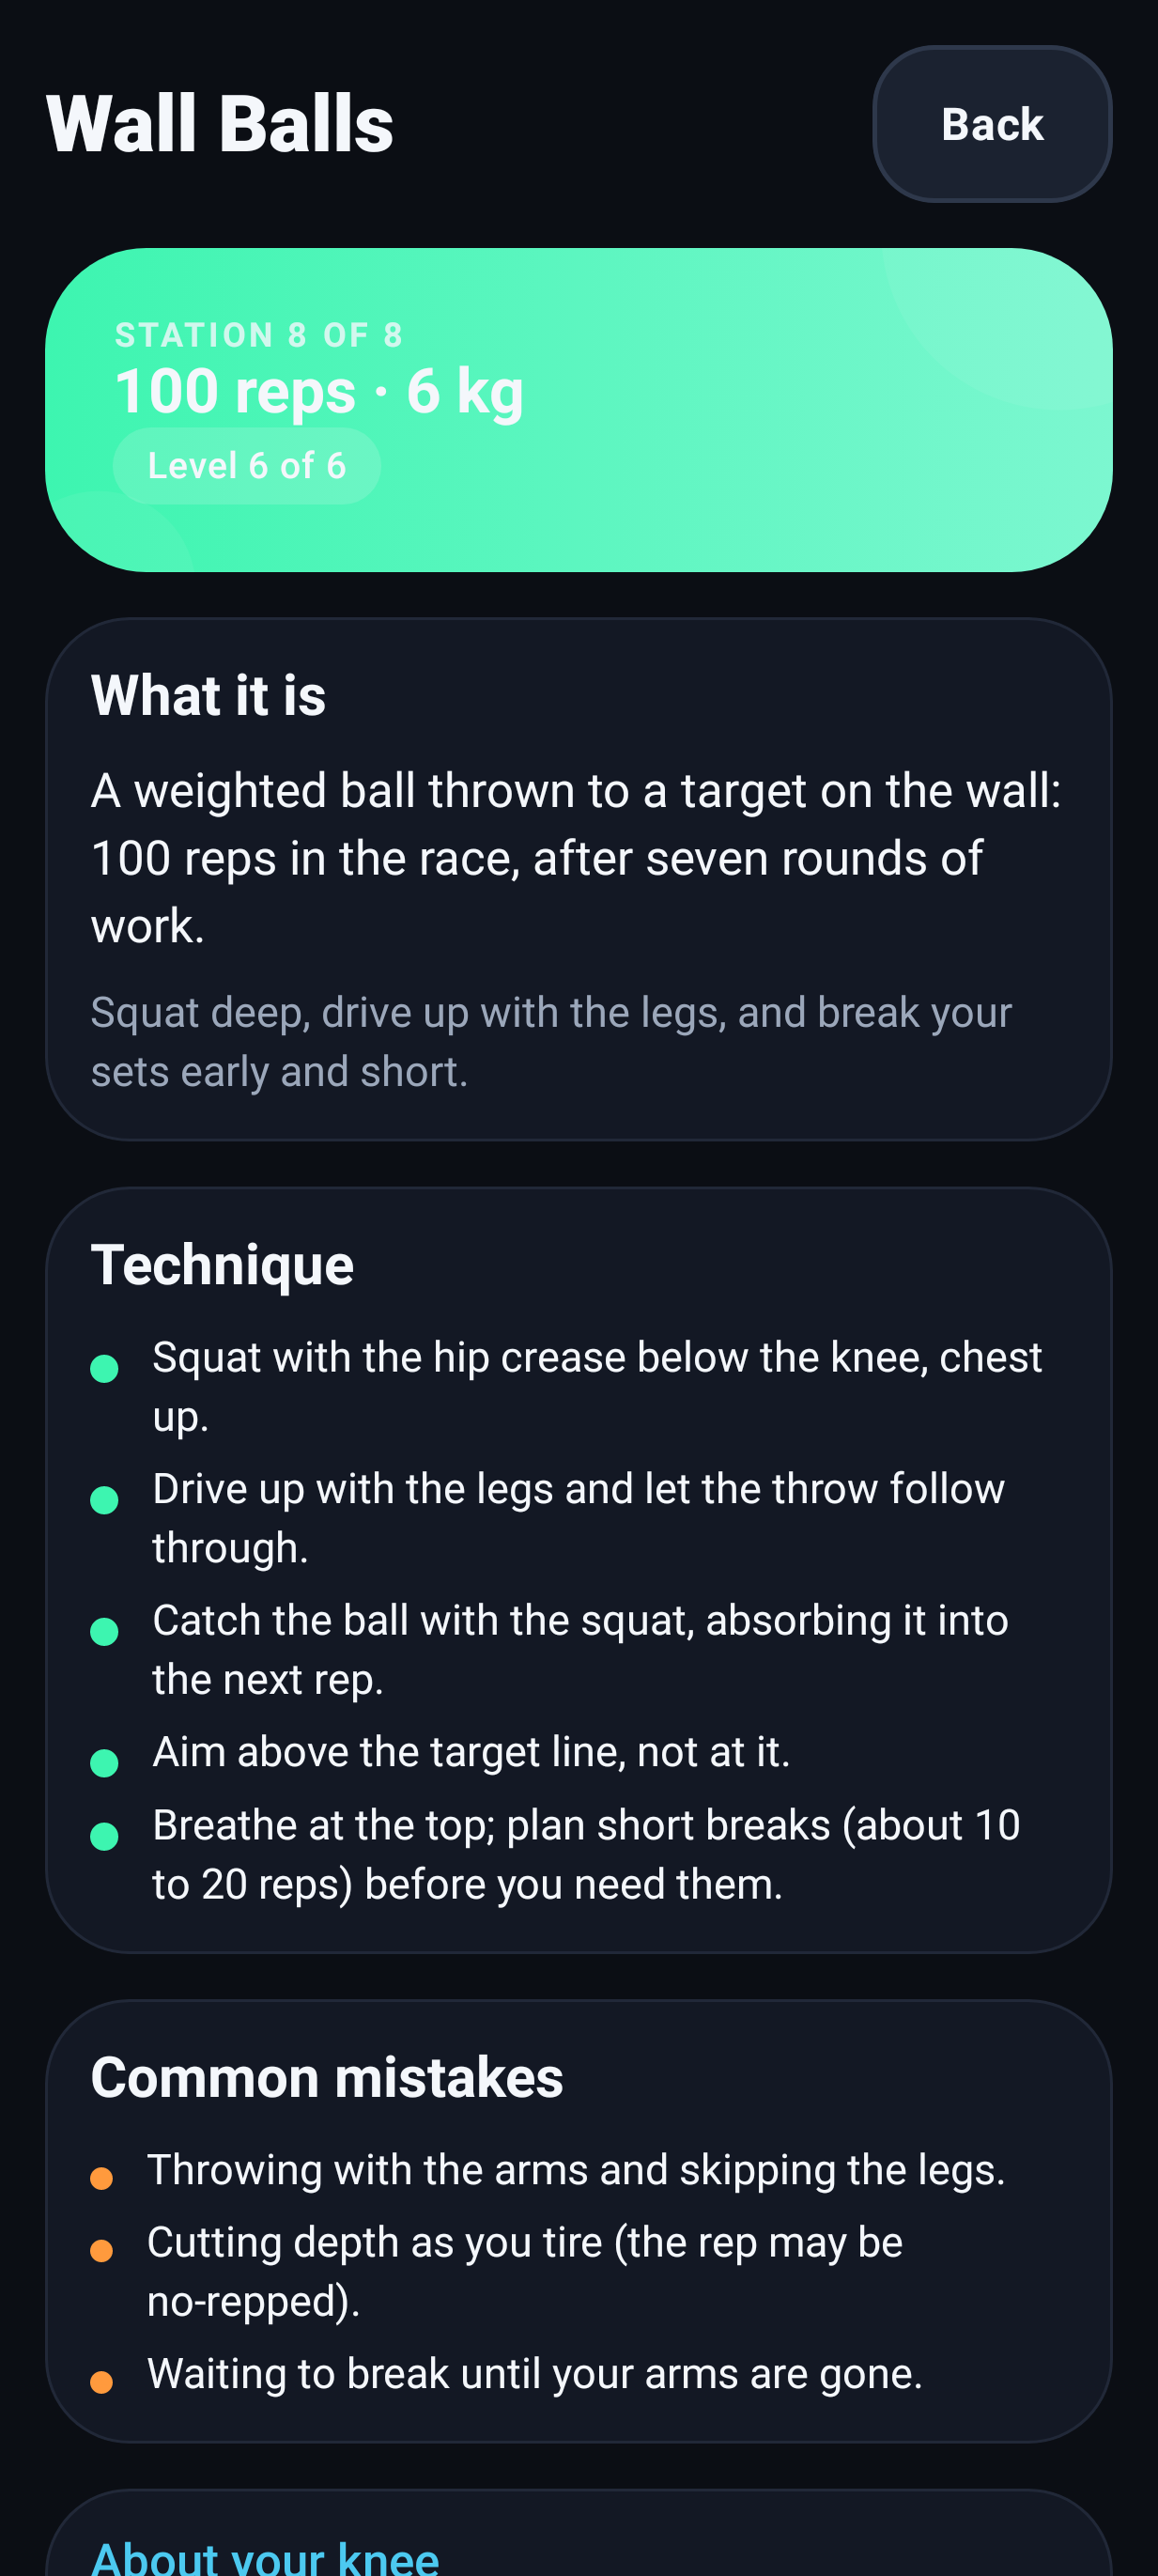 Wall Balls
Back
STATION 8 OF 8
100 reps · 6 kg
Level 6 of 6
What it is
A weighted ball thrown to a target on the wall:
100 reps in the race, after seven rounds of
work.
Squat deep, drive up with the legs, and break your
sets early and short.
Technique
Squat with the hip crease below the knee, chest
up.
Drive up with the legs and let the throw follow
through.
Catch the ball with the squat, absorbing it into
the next rep.
Aim above the target line, not at it.
Breathe at the top; plan short breaks (about 10
to 20 reps) before you need them.
Common mistakes
Throwing with the arms and skipping the legs.
Cutting depth as you tire (the rep may be
no-repped).
Waiting to break until your arms are gone.
About your knee